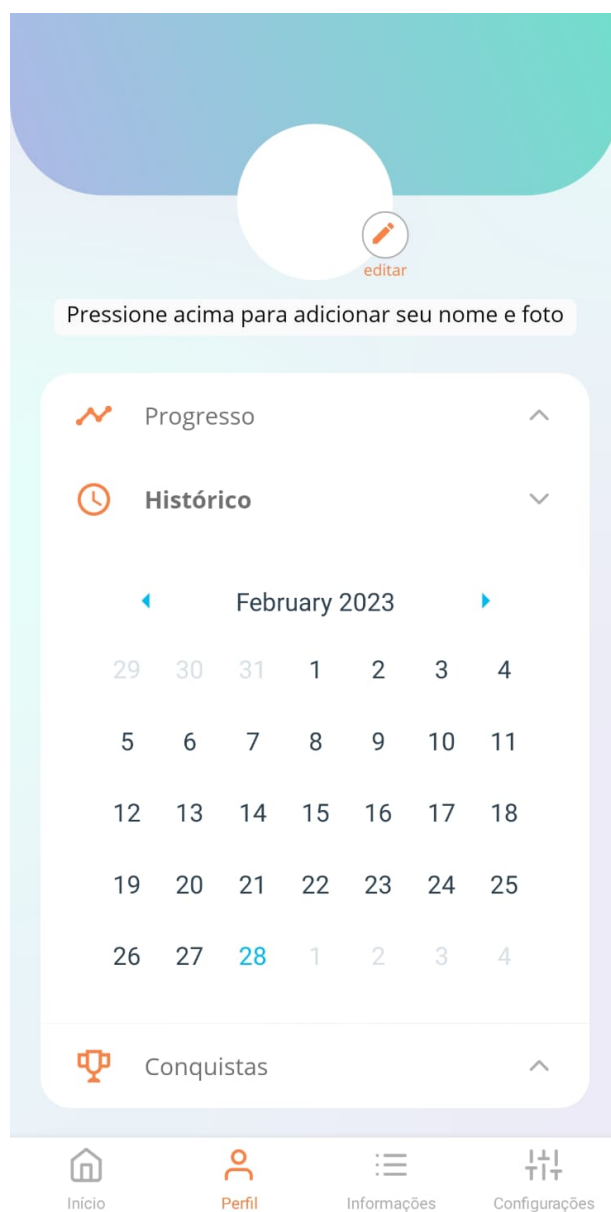 editar
Pressione acima para adicionar seu nome e foto
Progresso
Histórico
February 2023
29 30 31 1 2 3 4
5 6 7 8 9 10 11
12 13 14 15 16 17 18
19 20 21 22 23 24 25
26 27 28 1 2 3 4
Conquistas
Início Perfil Informações Configurações